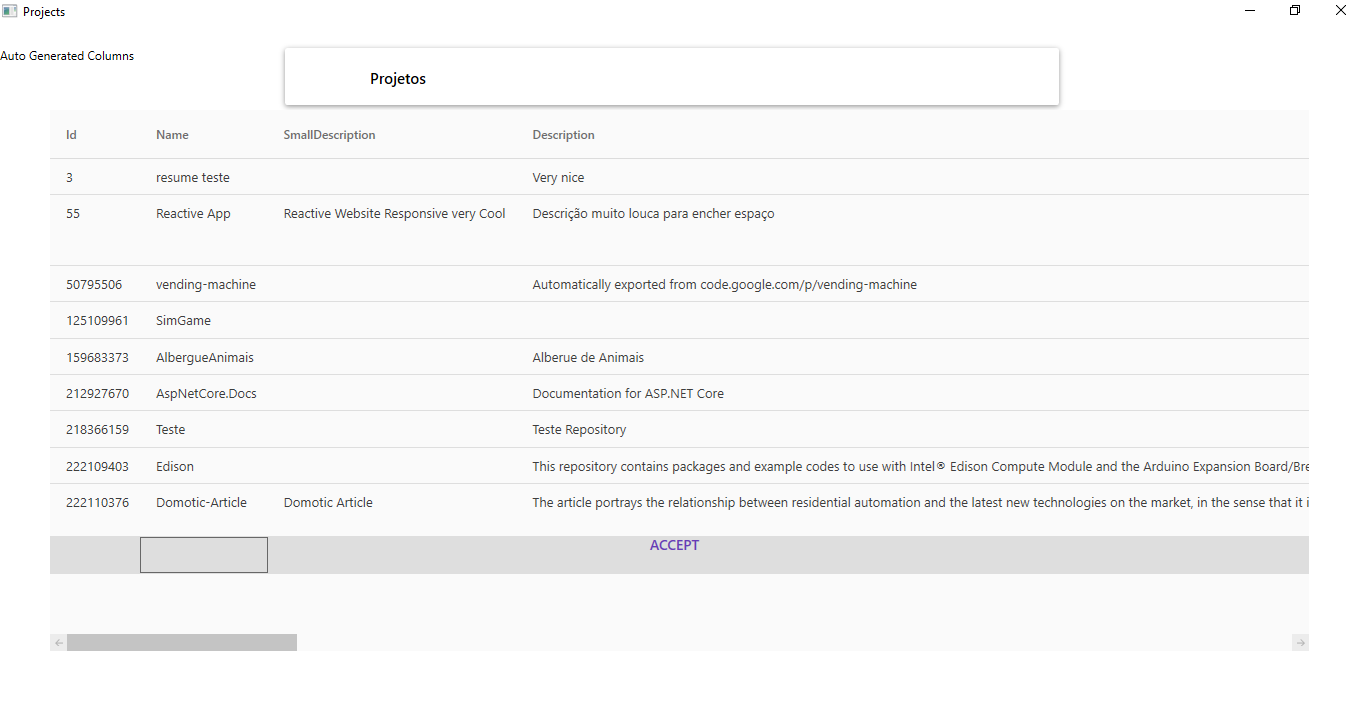 Projects
Auto Generated Columns
Projetos
Id Name SmallDescription Description
3 resume teste Very nice
55 Reactive App Reactive Website Responsive very Cool Descrição muito louca para encher espaço
50795506 vending-machine Automatically exported from code.google.com/p/vending-machine
125109961 SimGame
159683373 AlbergueAnimais Alberue de Animais
212927670 AspNetCore.Docs Documentation for ASP.NET Core
218366159 Teste Teste Repository
222109403 Edison This repository contains packages and example codes to use with Intel® Edison Compute Module and the Arduino Expansion Board/Bre
222110376 Domotic-Article Domotic Article The article portrays the relationship between residential automation and the latest new technologies on the market, in the sense that it i
ACCEPT